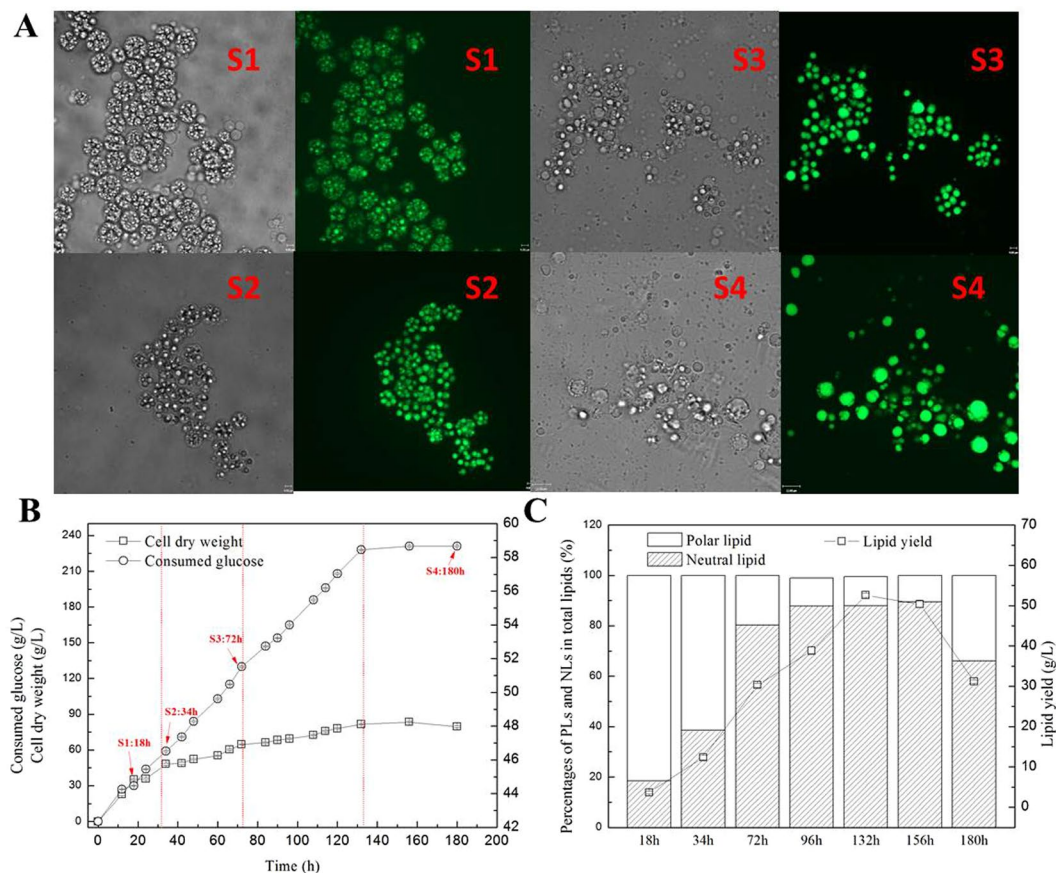 A
S1
S1
S3
S3
S2
S2
S4
S4
B
Cell dry weight
Consumed glucose
S1:18h
S2:34h
S3:72h
S4:180h
Consumed glucose (g/L)
Cell dry weight (g/L)
240
210
180
150
120
90
60
30
0
60
58
56
54
52
50
48
46
44
42
0 20 40 60 80 100 120 140 160 180 200
Time (h)
C
Polar lipid
Neutral lipid
Lipid yield
Percentages of PLs and NLs in total lipids (%)
120
100
80
60
40
20
0
70
60
50
40
30
20
10
0
Lipid yield (g/L)
18h 34h 72h 96h 132h 156h 180h